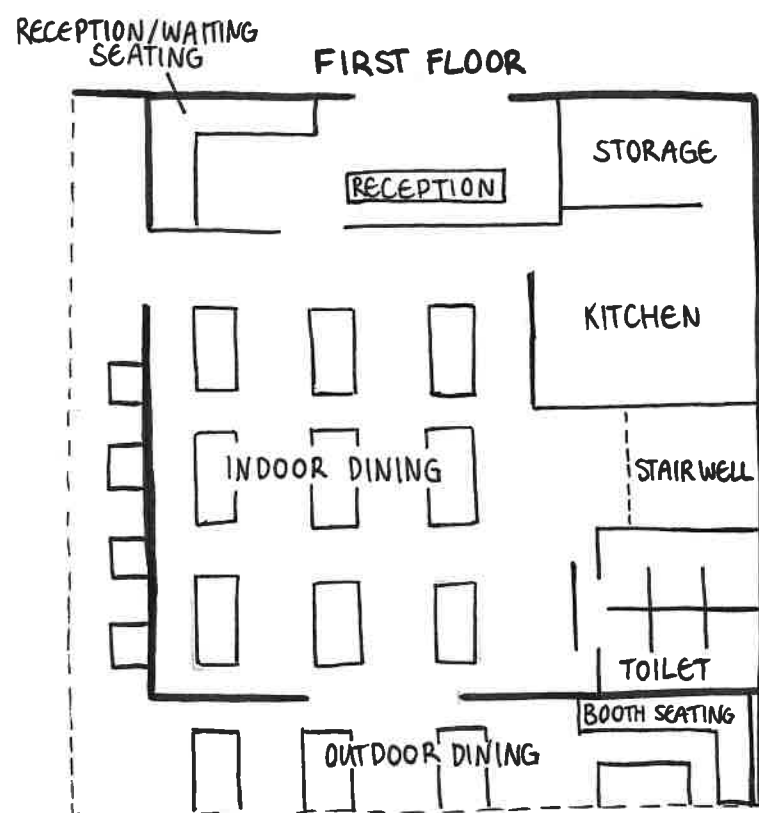 RECEPTION/WAITING
SEATING
FIRST FLOOR
STORAGE
RECEPTION
KITCHEN
INDOOR DINING
STAIRWELL
TOILET
BOOTH SEATING
OUTDOOR DINING